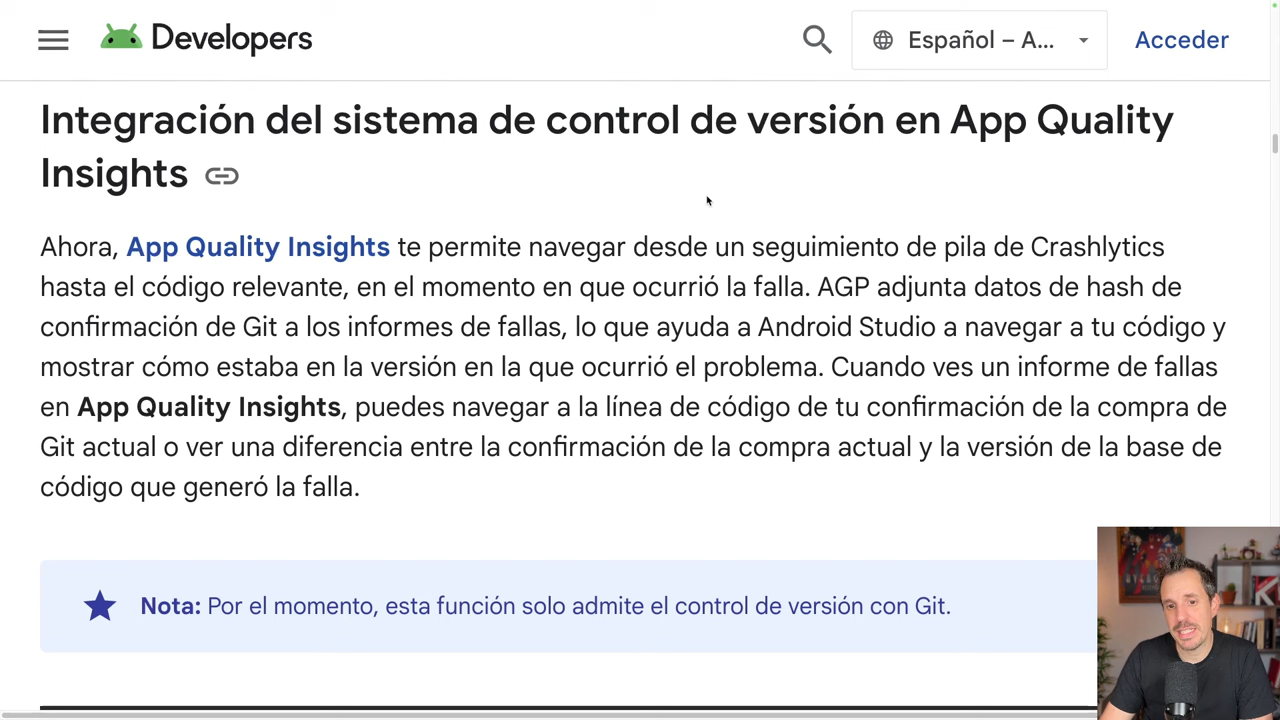 Developers
Español – A...
Acceder
Integración del sistema de control de versión en App Quality
Insights
Ahora, App Quality Insights te permite navegar desde un seguimiento de pila de Crashlytics
hasta el código relevante, en el momento en que ocurrió la falla. AGP adjunta datos de hash de
confirmación de Git a los informes de fallas, lo que ayuda a Android Studio a navegar a tu código y
mostrar cómo estaba en la versión en la que ocurrió el problema. Cuando ves un informe de fallas
en App Quality Insights, puedes navegar a la línea de código de tu confirmación de la compra de
Git actual o ver una diferencia entre la confirmación de la compra actual y la versión de la base de
código que generó la falla.
Nota: Por el momento, esta función solo admite el control de versión con Git.